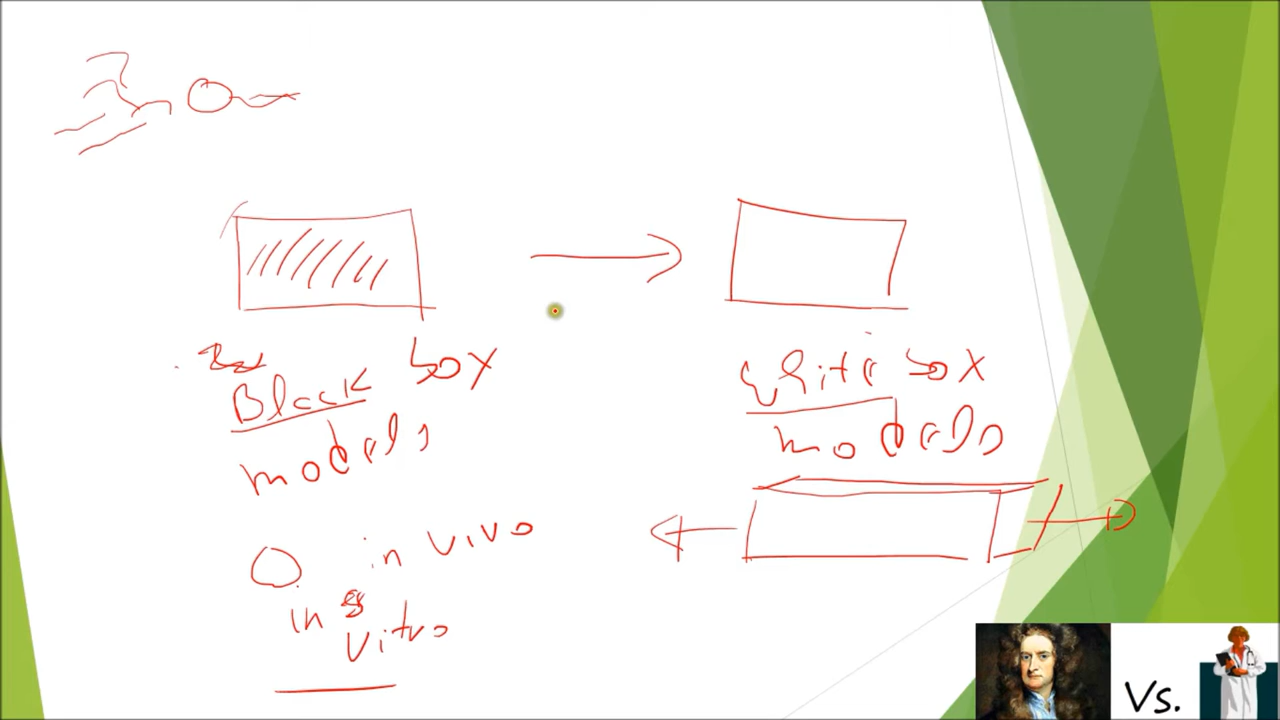 Black box
models
White box
models
in vivo
in
vitro
Vs.